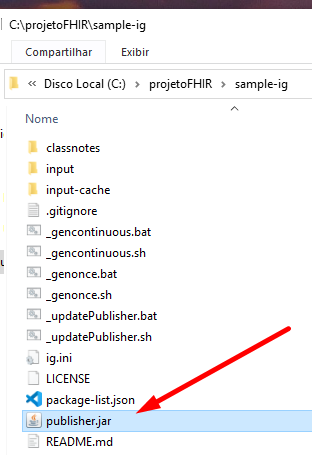 C:\projetoFHIR\sample-ig
Compartilhar Exibir
« Disco Local (C:) > projetoFHIR > sample-ig
Nome
classnotes
input
input-cache
.gitignore
_gencontinuous.bat
_gencontinuous.sh
_genonce.bat
_genonce.sh
_updatePublisher.bat
_updatePublisher.sh
ig.ini
LICENSE
package-list.json
publisher.jar
README.md